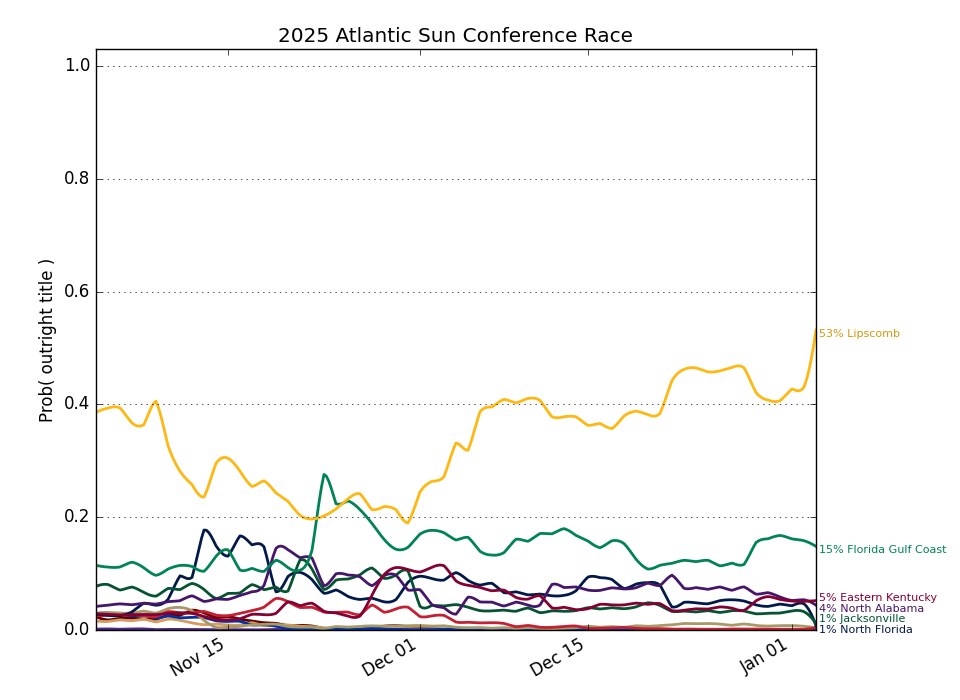 2025 Atlantic Sun Conference Race
1.0
0.8
0.6
0.4
0.2
0.0
Prob( outright title )
53% Lipscomb
15% Florida Gulf Coast
5% Eastern Kentucky
4% North Alabama
1% Jacksonville
1% North Florida
Nov 15
Dec 01
Dec 15
Jan 01